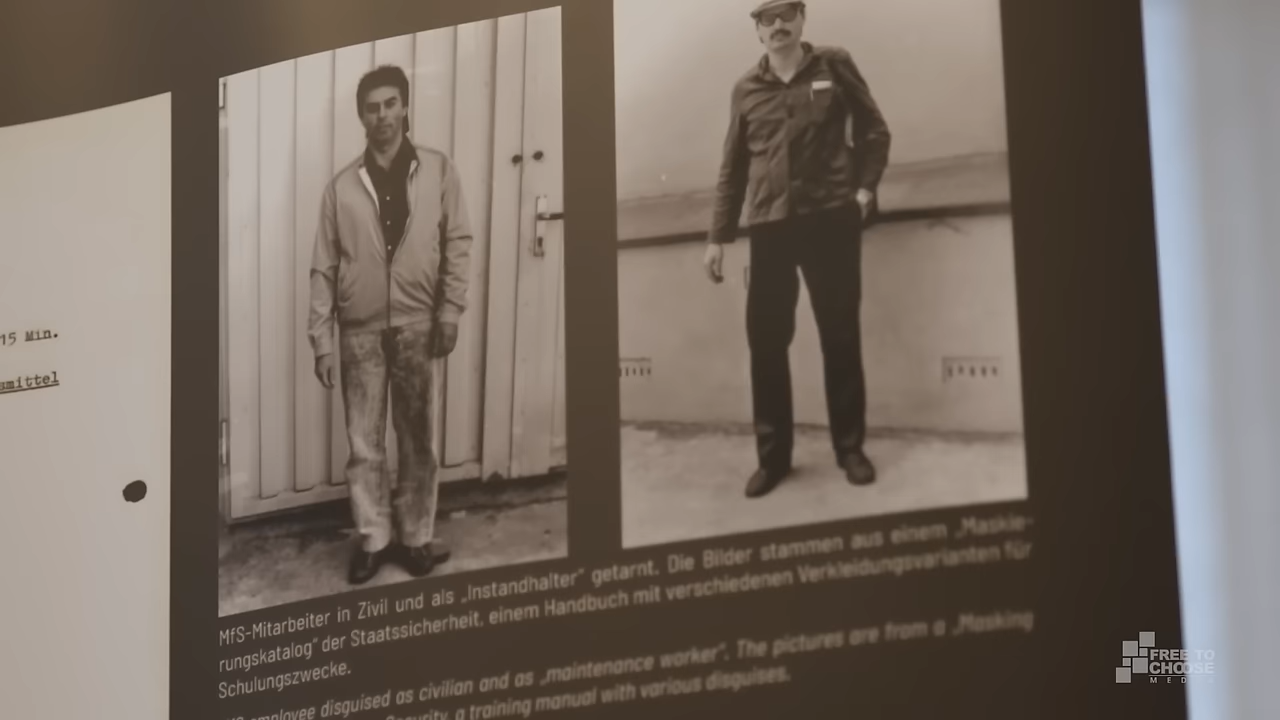 15 Min.
smittel
MfS-Mitarbeiter in Zivil und als „Instandhalter“ getarnt. Die Bilder stammen aus einem „Maskie-
rungskatalog“ der Staatssicherheit, einem Handbuch mit verschiedenen Verkleidungsvarianten für
Schulungszwecke.
employee disguised as civilian and as „maintenance worker“. The pictures are from a „Masking
Security, a training manual with various disguises.
FREE TO
CHOOSE
MEDIA